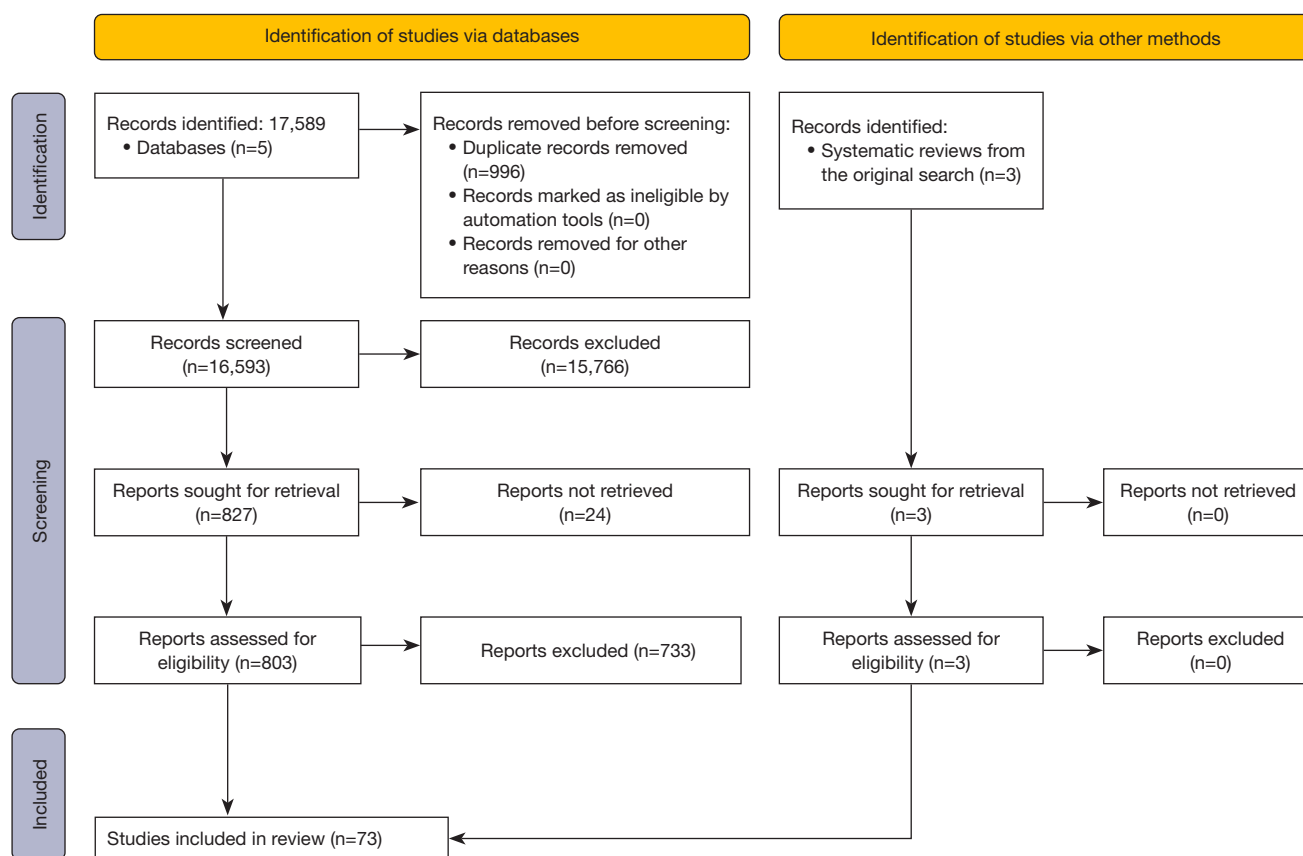 Identification of studies via databases
Identification of studies via other methods
Identification
Records identified: 17,589
• Databases (n=5)
Records removed before screening:
• Duplicate records removed
(n=996)
• Records marked as ineligible by
automation tools (n=0)
• Records removed for other
reasons (n=0)
Records identified:
• Systematic reviews from
the original search (n=3)
Screening
Records screened
(n=16,593)
Records excluded
(n=15,766)
Reports sought for retrieval
(n=827)
Reports not retrieved
(n=24)
Reports sought for retrieval
(n=3)
Reports not retrieved
(n=0)
Reports assessed for
eligibility (n=803)
Reports excluded (n=733)
Reports assessed for
eligibility (n=3)
Reports excluded
(n=0)
Included
Studies included in review (n=73)